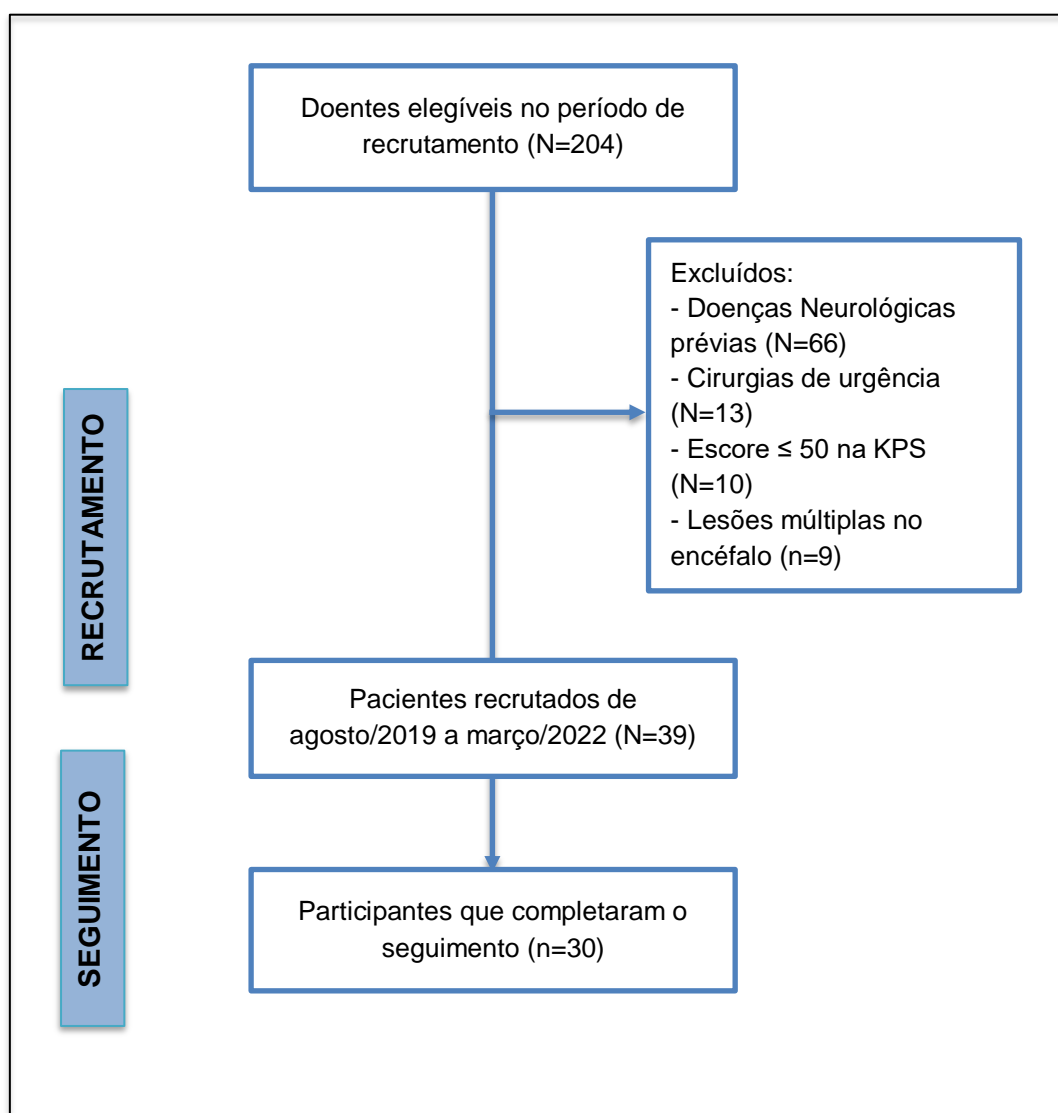 Doentes elegíveis no período de
recrutamento (N=204)
Excluídos:
- Doenças Neurológicas
prévias (N=66)
- Cirurgias de urgência
(N=13)
- Escore ≤ 50 na KPS
(N=10)
- Lesões múltiplas no
encéfalo (n=9)
RECRUTAMENTO
Pacientes recrutados de
agosto/2019 a março/2022 (N=39)
SEGUIMENTO
Participantes que completaram o
seguimento (n=30)